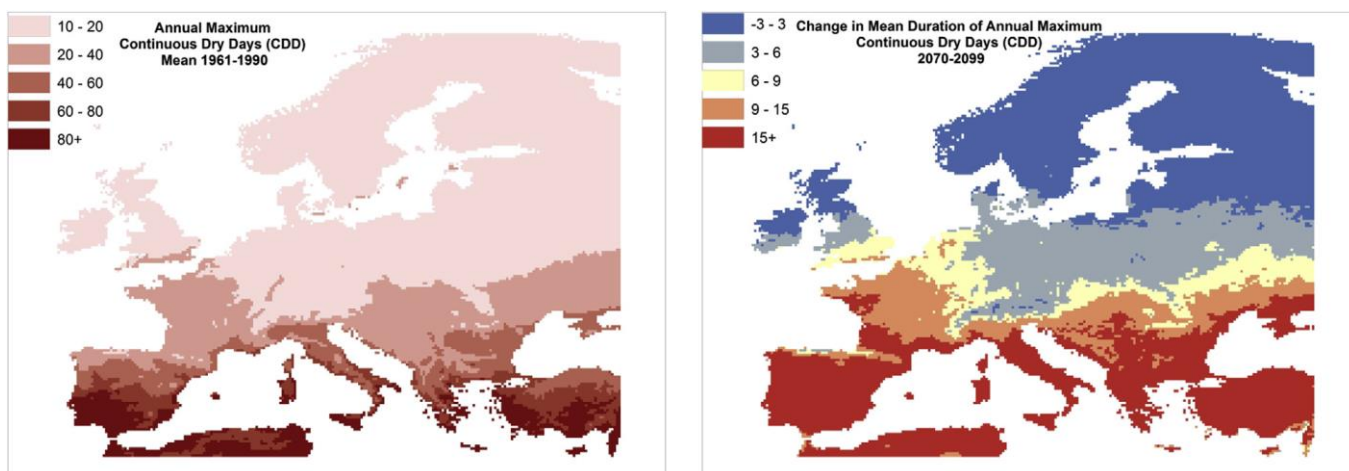 Annual Maximum
Continuous Dry Days (CDD)
Mean 1961-1990
10 - 20
20 - 40
40 - 60
60 - 80
80+
Change in Mean Duration of Annual Maximum
Continuous Dry Days (CDD)
2070-2099
-3 - 3
3 - 6
6 - 9
9 - 15
15+